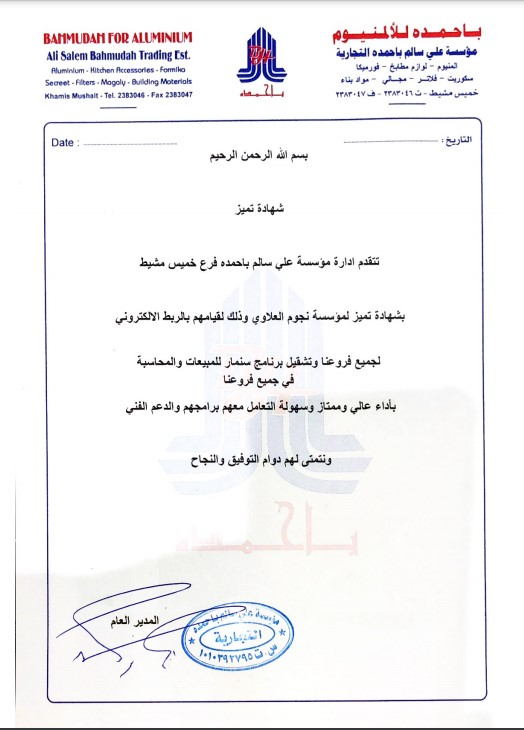 BAHMUDAH FOR ALUMINIUM
Ali Salem Bahmudah Trading Est.
Aluminium - Kitchen Accessories - Formika
Secreet - Filters - Magaly - Building Materials
Khamis Mushait - Tel. 2383046 - Fax 2383047
باحمده للألمنيوم
مؤسسة علي سالم باحمده التجارية
المنيوم - لوازم مطابخ - فورميكا
سكوريت - فلاتر - مجالي - مواد بناء
خميس مشيط - ت ٢٣٨٣٠٤٦ - ف ٢٣٨٣٠٤٧
باحمده
Date :
التاريخ :
بسم الله الرحمن الرحيم
شهادة تميز
تتقدم ادارة مؤسسة علي سالم باحمده فرع خميس مشيط
بشهادة تميز لمؤسسة نجوم العلاوي وذلك لقيامهم بالربط الالكتروني
لجميع فروعنا وتشغيل برنامج سنمار للمبيعات والمحاسبة
في جميع فروعنا
بأداء عالي وممتاز وسهولة التعامل معهم برامجهم والدعم الفني
ونتمتى لهم دوام التوفيق والنجاح
باحمده
المدير العام
مؤسسة علي سالم باحمده
التجارية
س.ت ١٠١٠٣٩٢٧٩٥